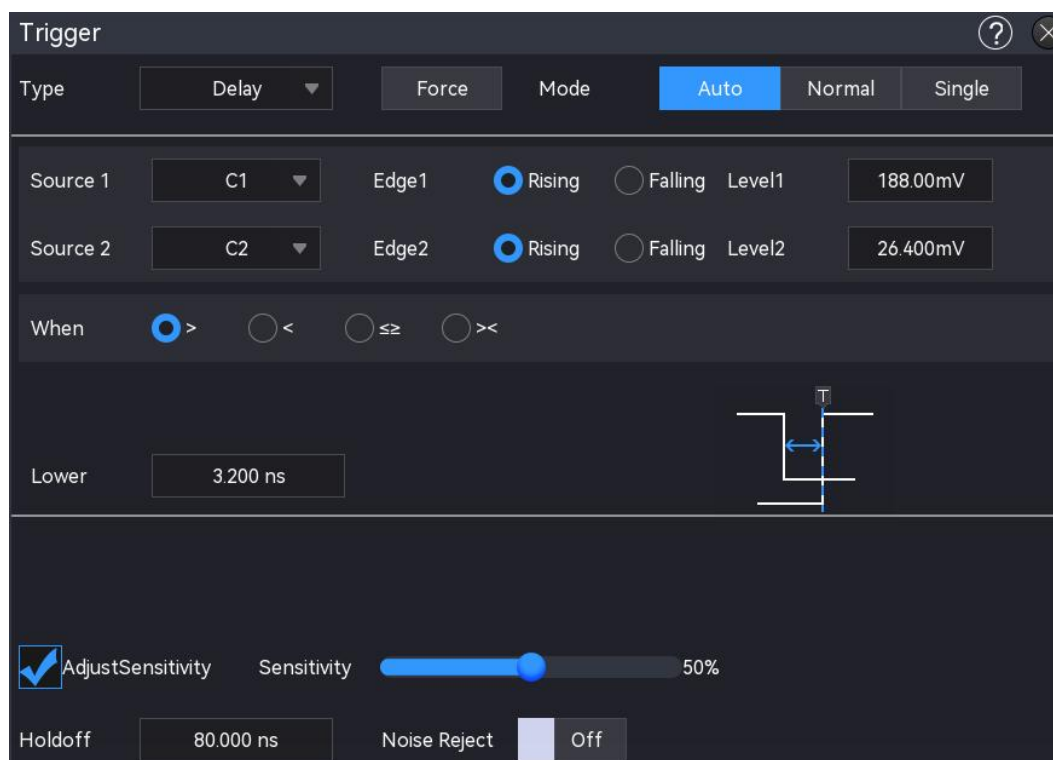 Trigger ?
Type Delay Force Mode Auto Normal Single
Source 1 C1 Edge1 Rising Falling Level1 188.00mV
Source 2 C2 Edge2 Rising Falling Level2 26.400mV
When > < ≤≥ ><
T
Lower 3.200 ns
AdjustSensitivity Sensitivity 50%
Holdoff 80.000 ns Noise Reject Off